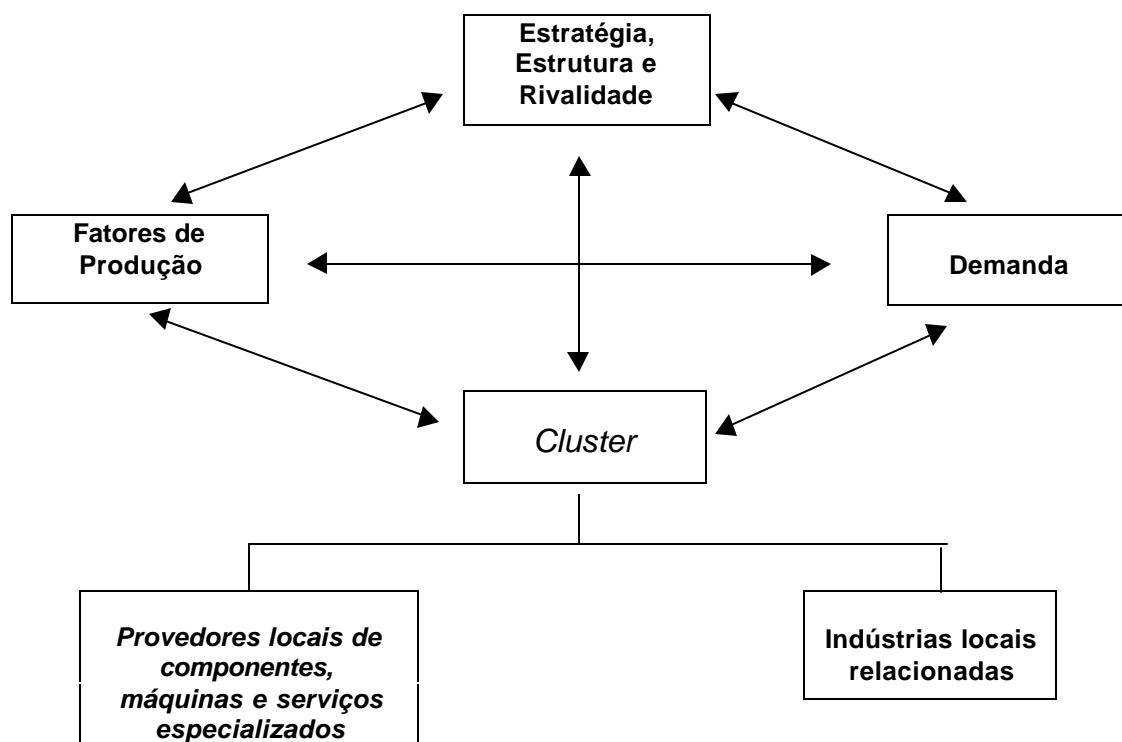 Estratégia,
Estrutura e
Rivalidade
Fatores de
Produção
Demanda
Cluster
Provedores locais de
componentes,
máquinas e serviços
especializados
Indústrias locais
relacionadas